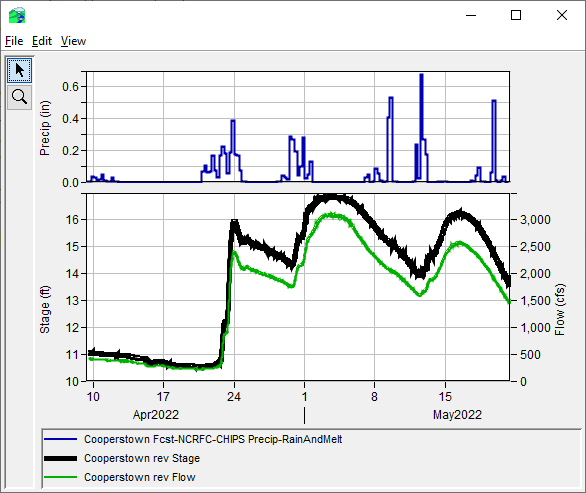 File Edit View
Precip (in)
0.6
0.4
0.2
0.0
Stage (ft)
16
15
14
13
12
11
10
3,000
2,500
2,000
1,500
1,000
500
0
Flow (cfs)
10 17 24 1 8 15
Apr2022 May2022
Cooperstown Fcst-NCRFC-CHIPS Precip-RainAndMelt
Cooperstown rev Stage
Cooperstown rev Flow